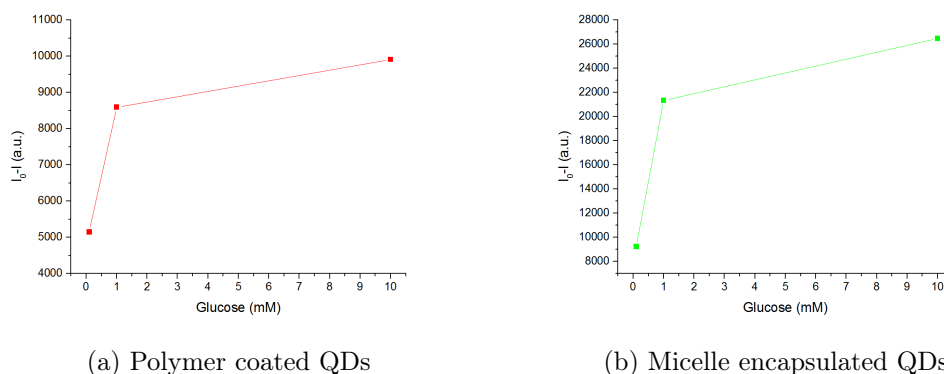 11000
10000
9000
8000
7000
6000
5000
4000
I₀-I (a.u.)
0 1 2 3 4 5 6 7 8 9 10
Glucose (mM)
(a) Polymer coated QDs
28000
26000
24000
22000
20000
18000
16000
14000
12000
10000
8000
I₀-I (a.u.)
0 1 2 3 4 5 6 7 8 9 10
Glucose (mM)
(b) Micelle encapsulated QDs